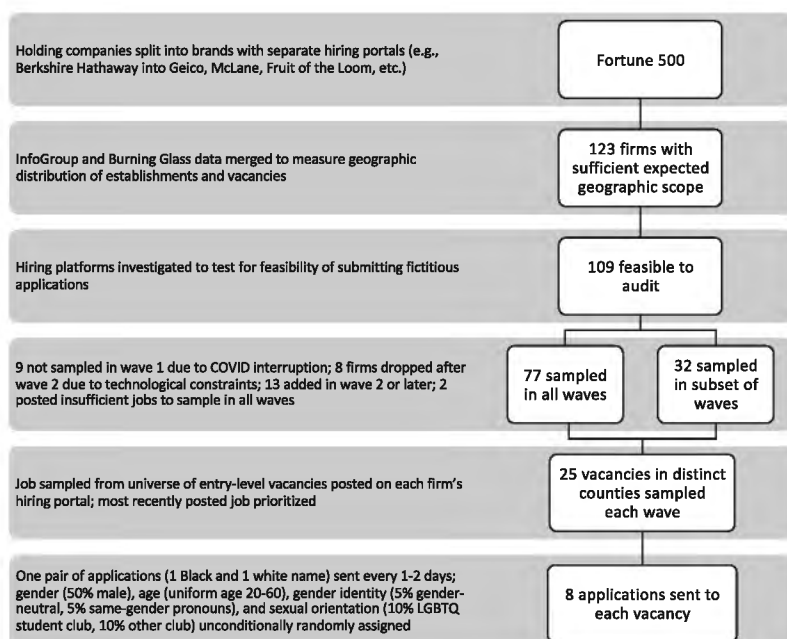 Holding companies split into brands with separate hiring portals (e.g.,
Berkshire Hathaway into Geico, McLane, Fruit of the Loom, etc.)
Fortune 500
InfoGroup and Burning Glass data merged to measure geographic
distribution of establishments and vacancies
123 firms with
sufficient expected
geographic scope
Hiring platforms investigated to test for feasibility of submitting fictitious
applications
109 feasible to
audit
9 not sampled in wave 1 due to COVID interruption; 8 firms dropped after
wave 2 due to technological constraints; 13 added in wave 2 or later; 2
posted insufficient jobs to sample in all waves
77 sampled
in all waves
32 sampled
in subset of
waves
Job sampled from universe of entry-level vacancies posted on each firm's
hiring portal; most recently posted job prioritized
25 vacancies in distinct
counties sampled
each wave
One pair of applications (1 Black and 1 white name) sent every 1-2 days;
gender (50% male), age (uniform age 20-60), gender identity (5% gender-
neutral, 5% same-gender pronouns), and sexual orientation (10% LGBTQ
student club, 10% other club) unconditionally randomly assigned
8 applications sent to
each vacancy